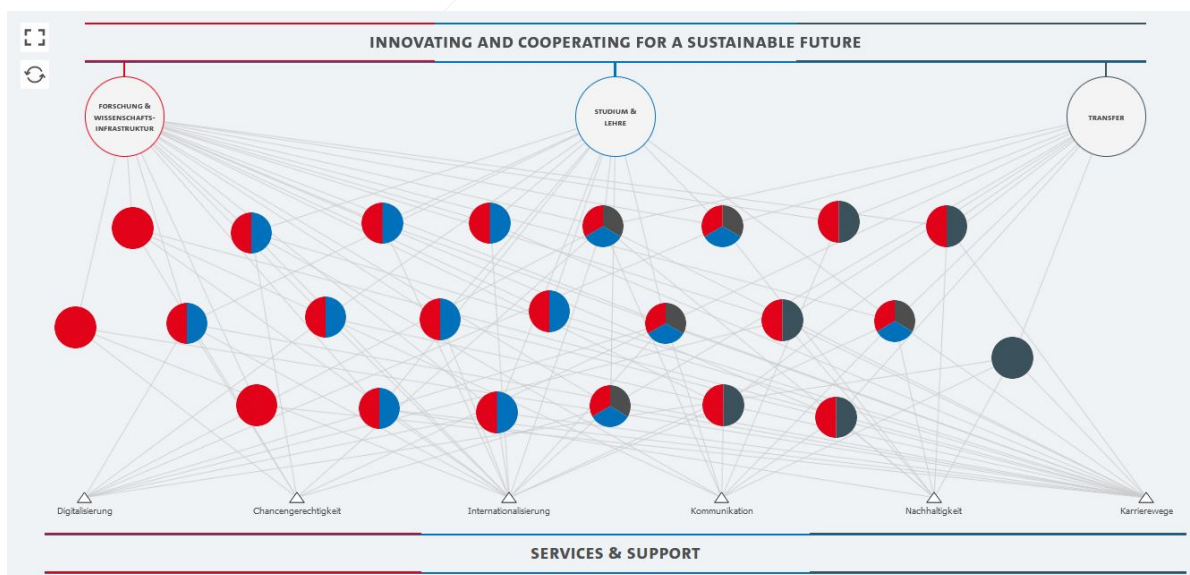 INNOVATING AND COOPERATING FOR A SUSTAINABLE FUTURE
FORSCHUNG &
WISSENSCHAFTS-
INFRASTRUKTUR
STUDIUM &
LEHRE
TRANSFER
Digitalisierung
Chancengerechtigkeit
Internationalisierung
Kommunikation
Nachhaltigkeit
Karrierewege
SERVICES & SUPPORT